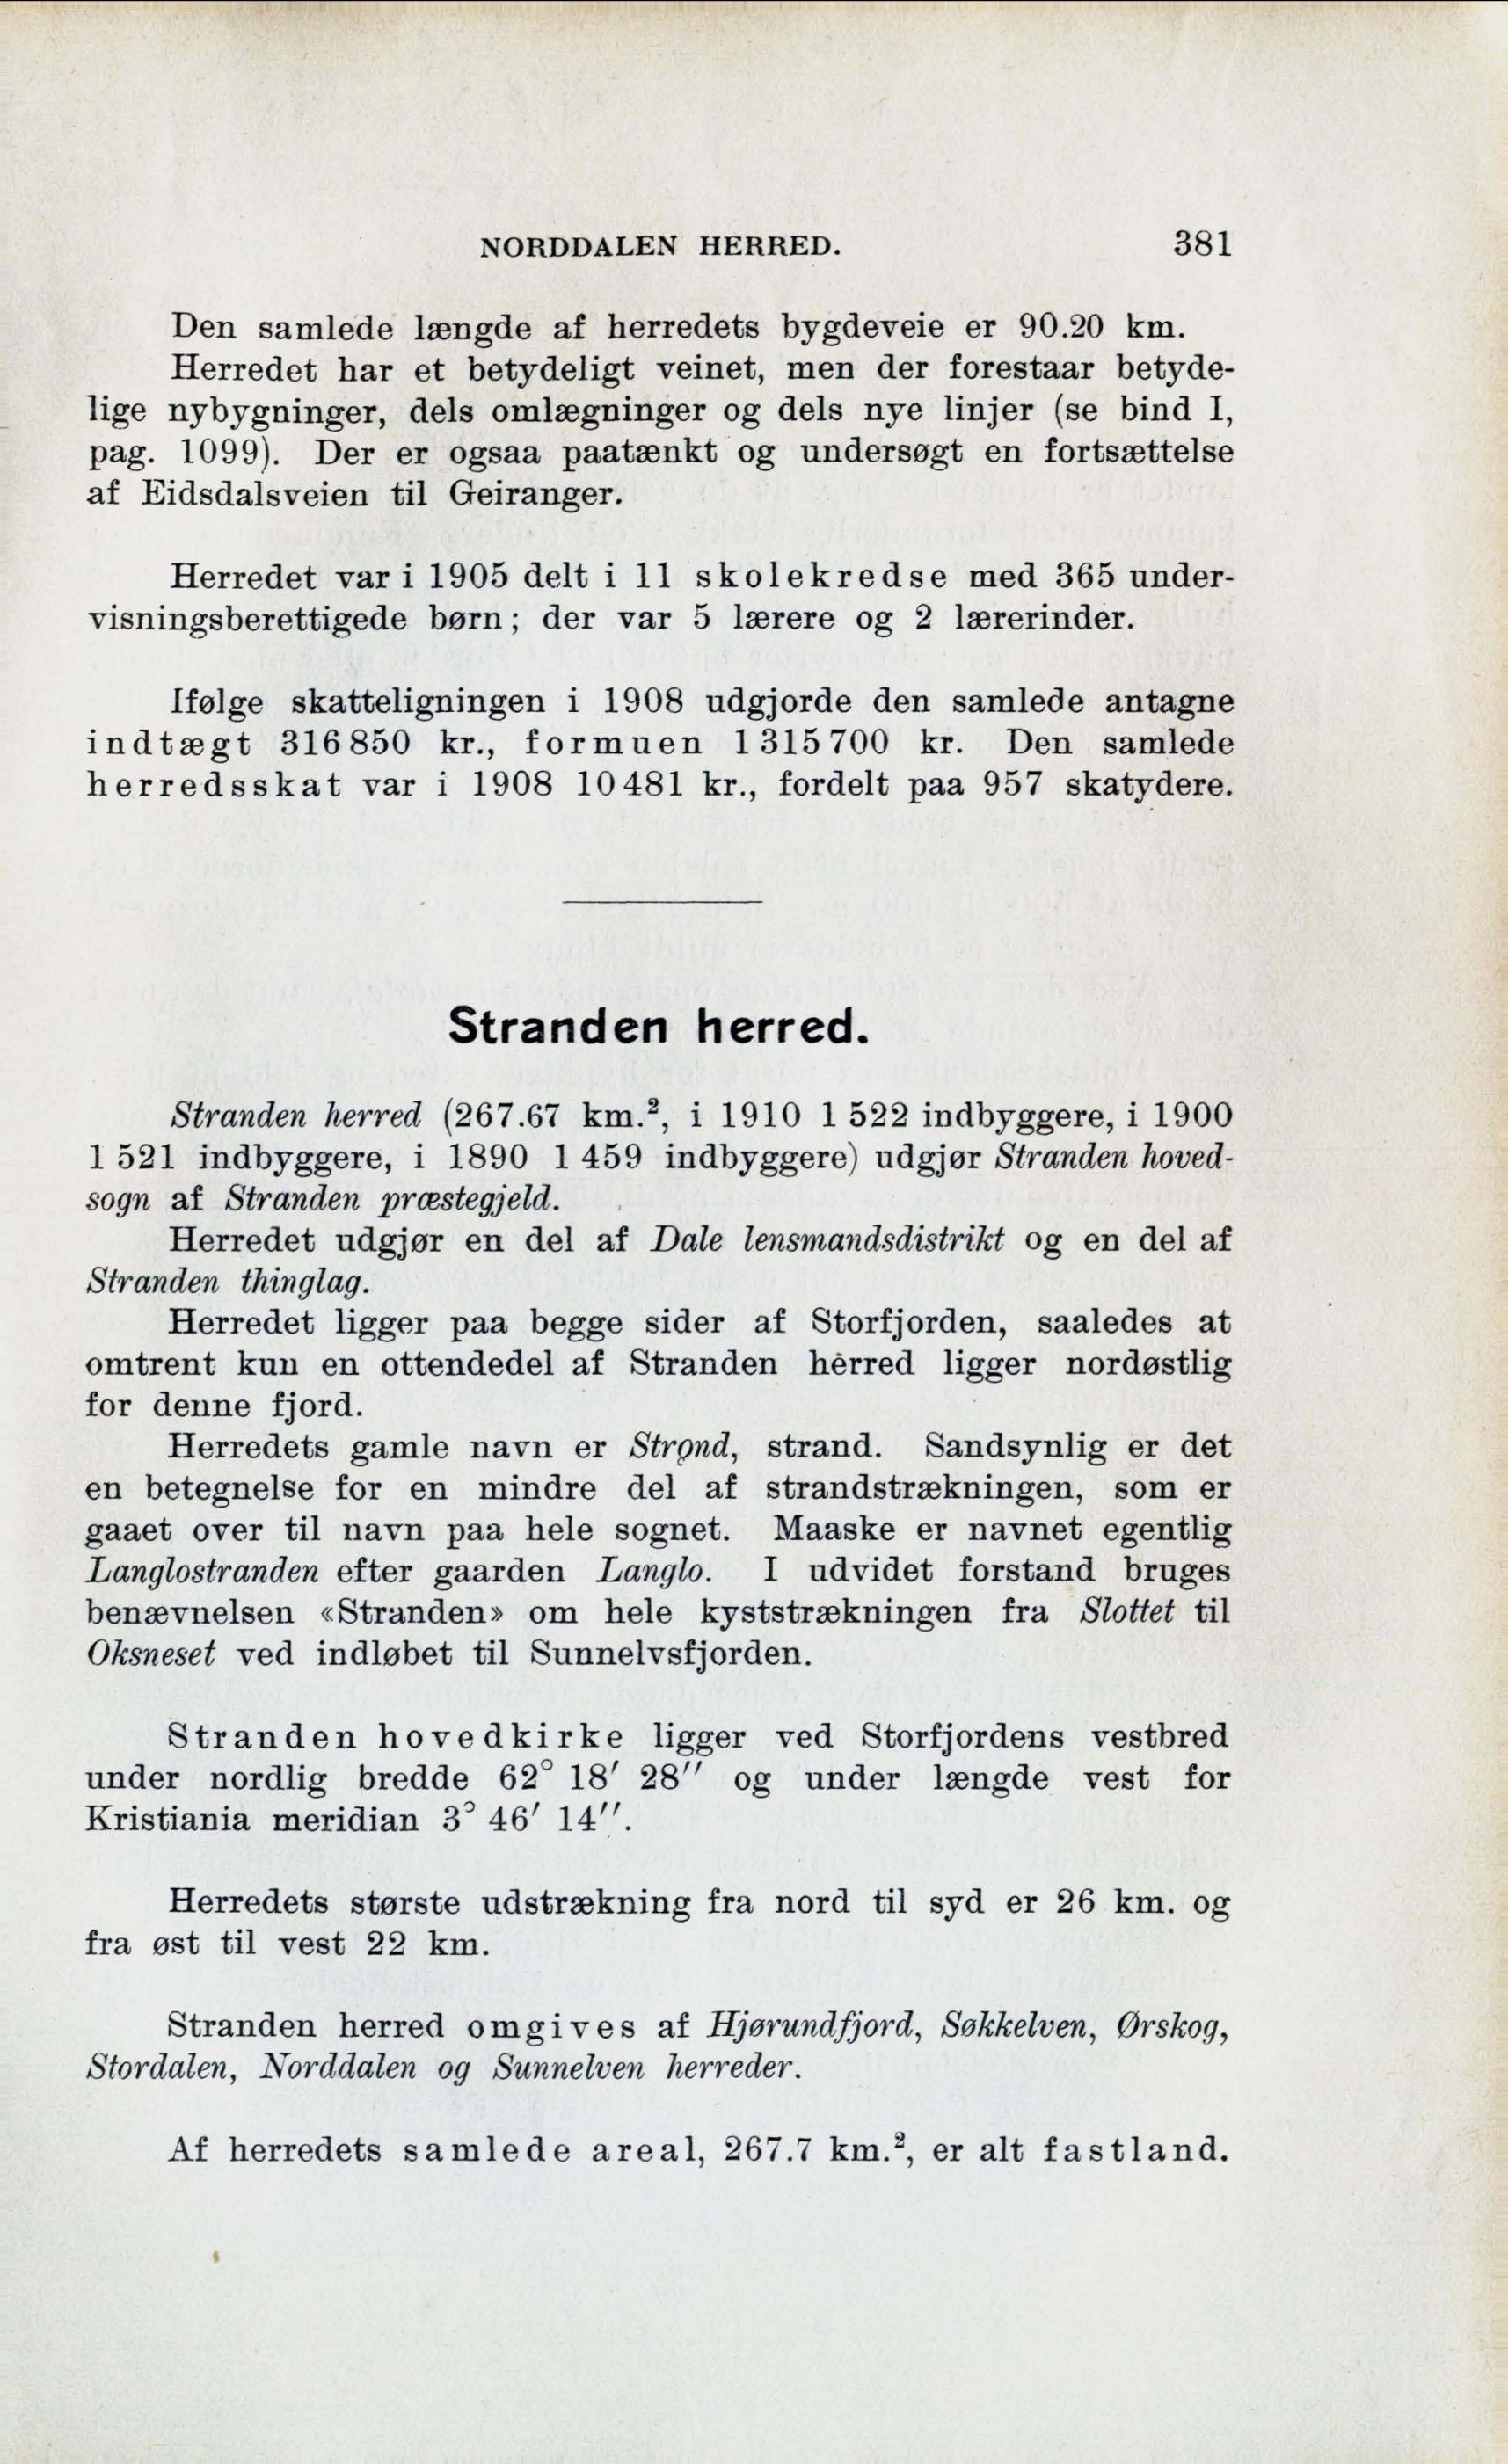 NORDDALEN HERRED. 381
Den samlede længde af herredets bygdeveie er 90.20 km.
Herredet har et betydeligt veinet, men der forestaar betyde-
lige nybygninger, dels omlægninger og dels nye linjer (se bind I,
pag. 1099). Der er ogsaa paatænkt og undersøgt en fortsættelse
af Eidsdalsveien til Geiranger.
Herredet var i 1905 delt i 11 skolekredse med 365 under-
visningsberettigede børn; der var 5 lærere og 2 lærerinder.
Ifølge skatteligningen i 1908 udgjorde den samlede antagne
indtægt 316 850 kr., formuen 1 315 700 kr. Den samlede
herredsskat var i 1908 10 481 kr., fordelt paa 957 skatydere.
Stranden herred.
Stranden herred (267.67 km.², i 1910 1 522 indbyggere, i 1900
1 521 indbyggere, i 1890 1 459 indbyggere) udgjør Stranden hoved-
sogn af Stranden præstegjeld.
Herredet udgjør en del af Dale lensmandsdistrikt og en del af
Stranden thinglag.
Herredet ligger paa begge sider af Storfjorden, saaledes at
omtrent kun en ottendedel af Stranden herred ligger nordøstlig
for denne fjord.
Herredets gamle navn er Strǫnd, strand. Sandsynlig er det
en betegnelse for en mindre del af strandstrækningen, som er
gaaet over til navn paa hele sognet. Maaske er navnet egentlig
Langlostranden efter gaarden Langlo. I udvidet forstand bruges
benævnelsen «Stranden» om hele kyststrækningen fra Slottet til
Oksneset ved indløbet til Sunnelvsfjorden.
Stranden hovedkirke ligger ved Storfjordens vestbred
under nordlig bredde 62° 18′ 28″ og under længde vest for
Kristiania meridian 3° 46′ 14″.
Herredets største udstrækning fra nord til syd er 26 km. og
fra øst til vest 22 km.
Stranden herred omgives af Hjørundfjord, Søkkelven, Ørskog,
Stordalen, Norddalen og Sunnelven herreder.
Af herredets samlede areal, 267.7 km.², er alt fastland.